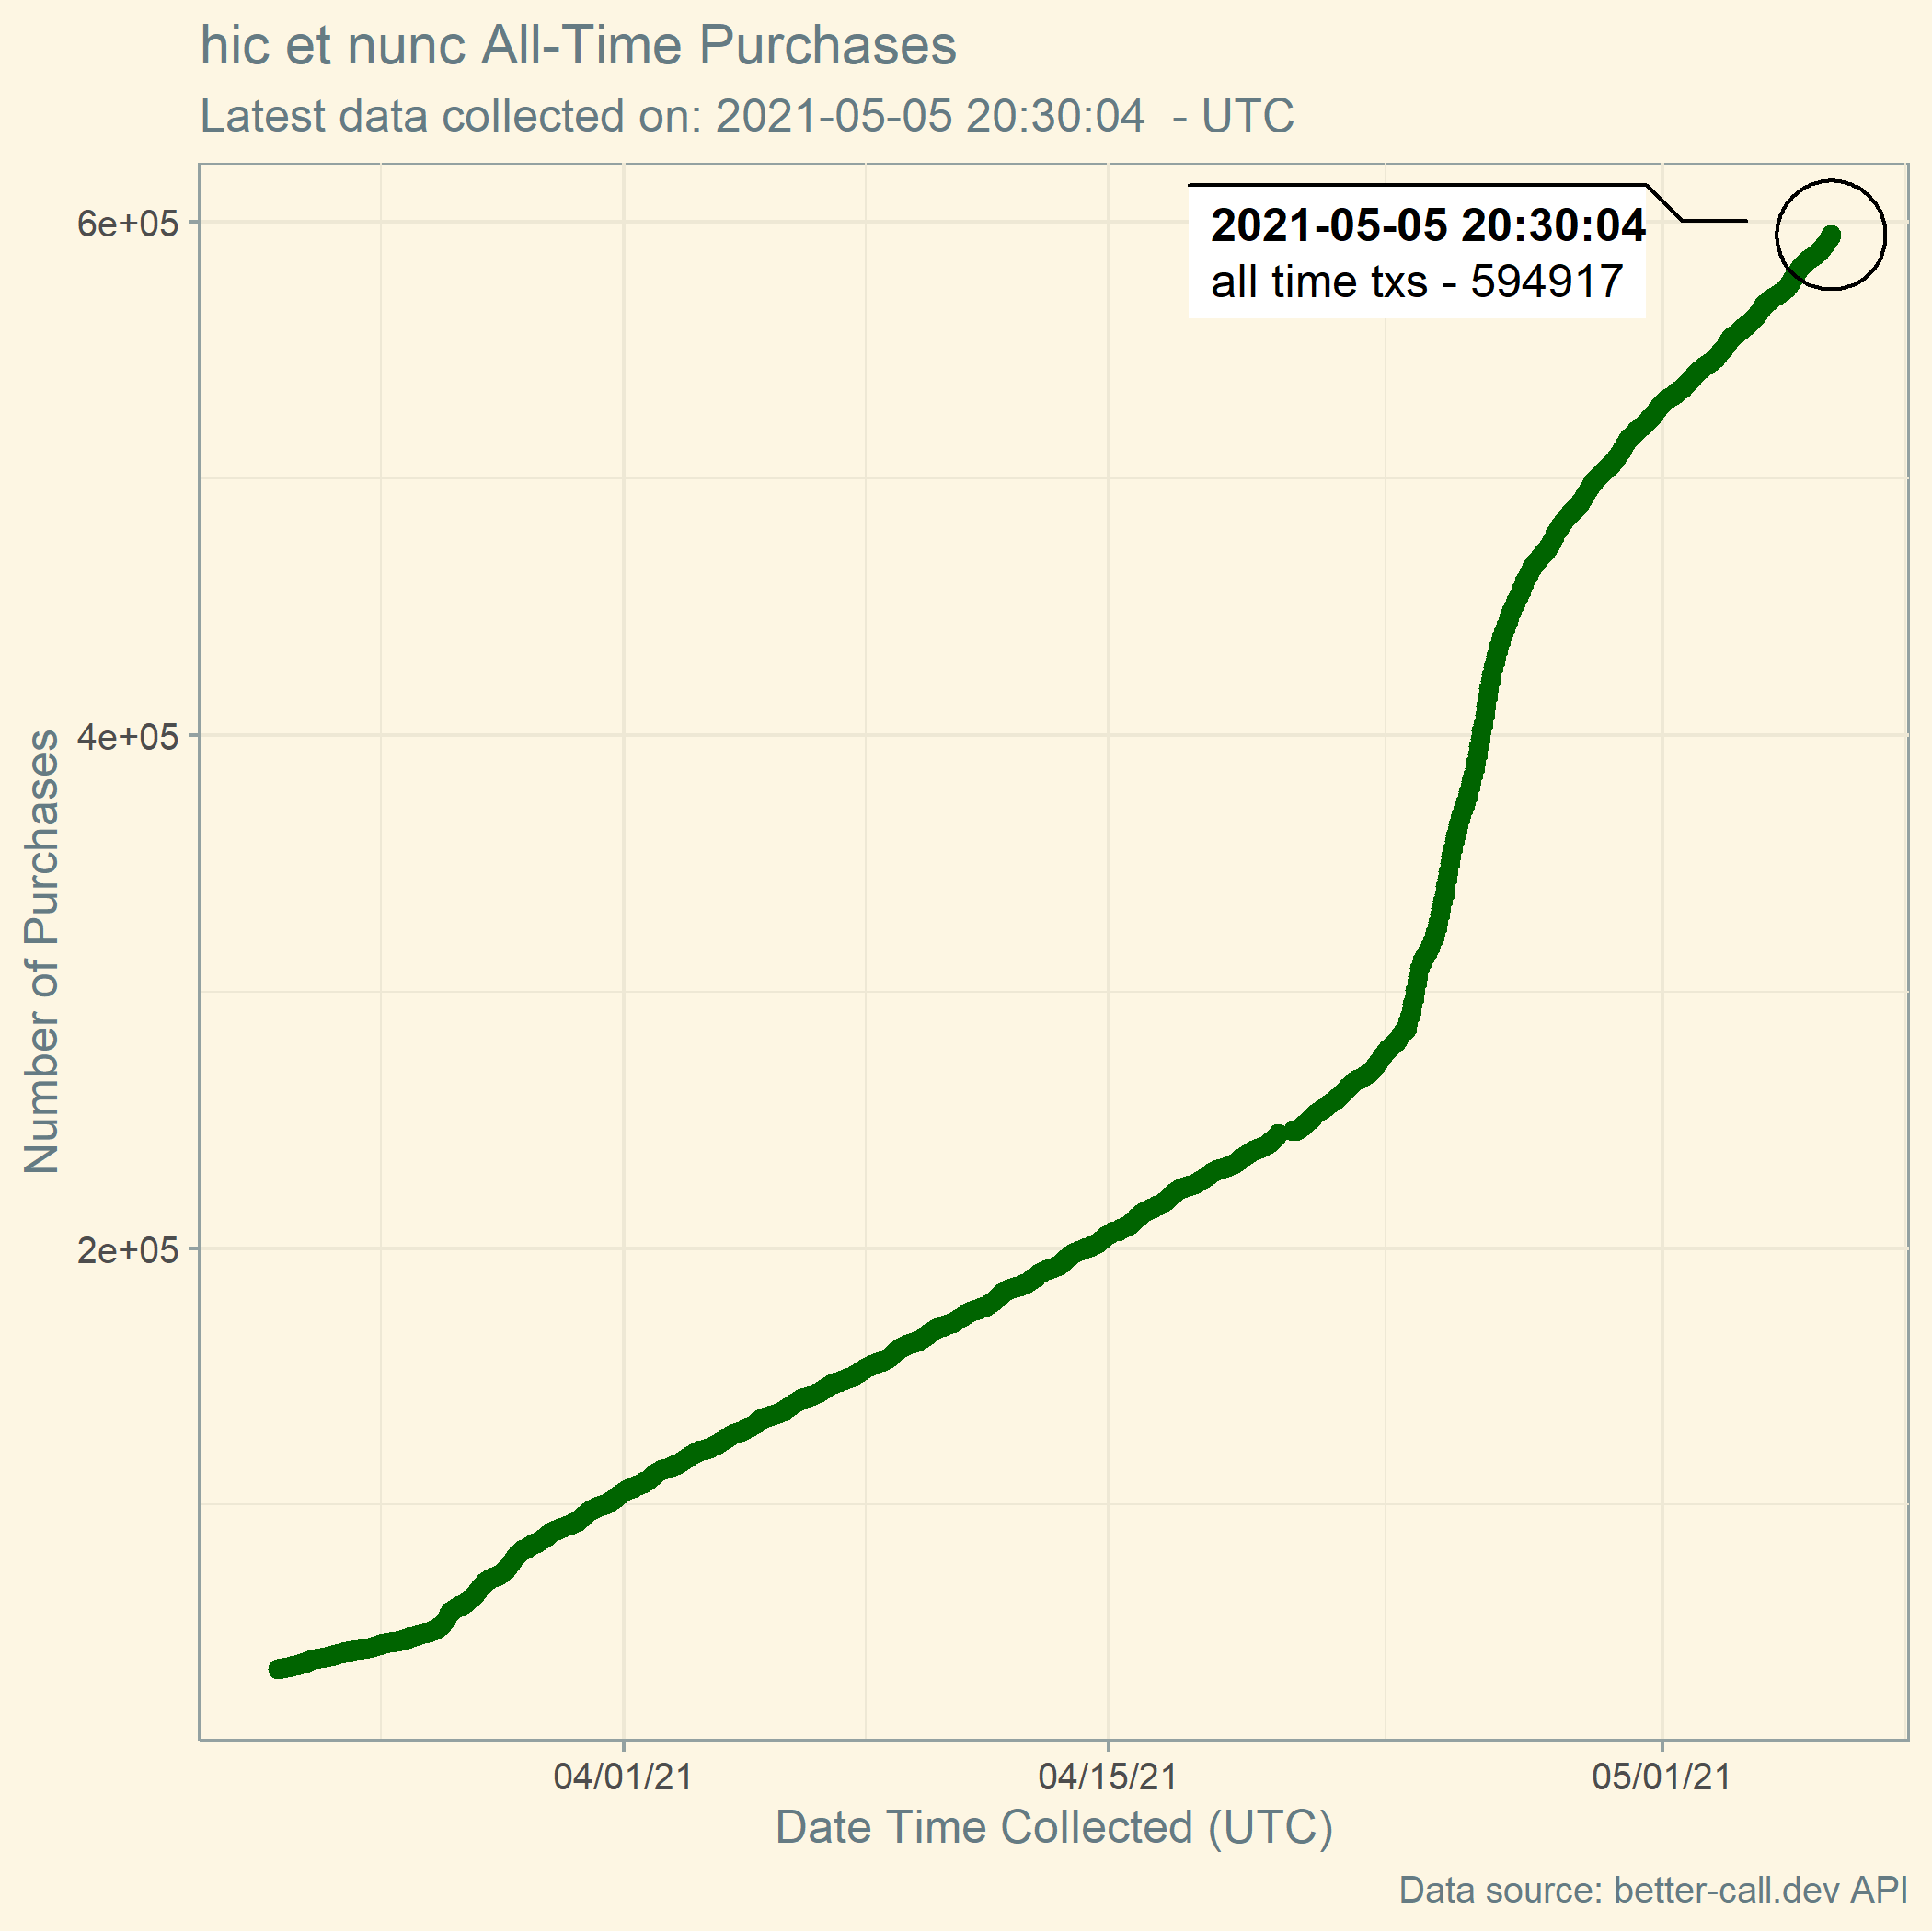 hic et nunc All-Time Purchases
Latest data collected on: 2021-05-05 20:30:04  - UTC
2021-05-05 20:30:04
all time txs - 594917
6e+05
4e+05
2e+05
Number of Purchases
04/01/21
04/15/21
05/01/21
Date Time Collected (UTC)
Data source: better-call.dev API